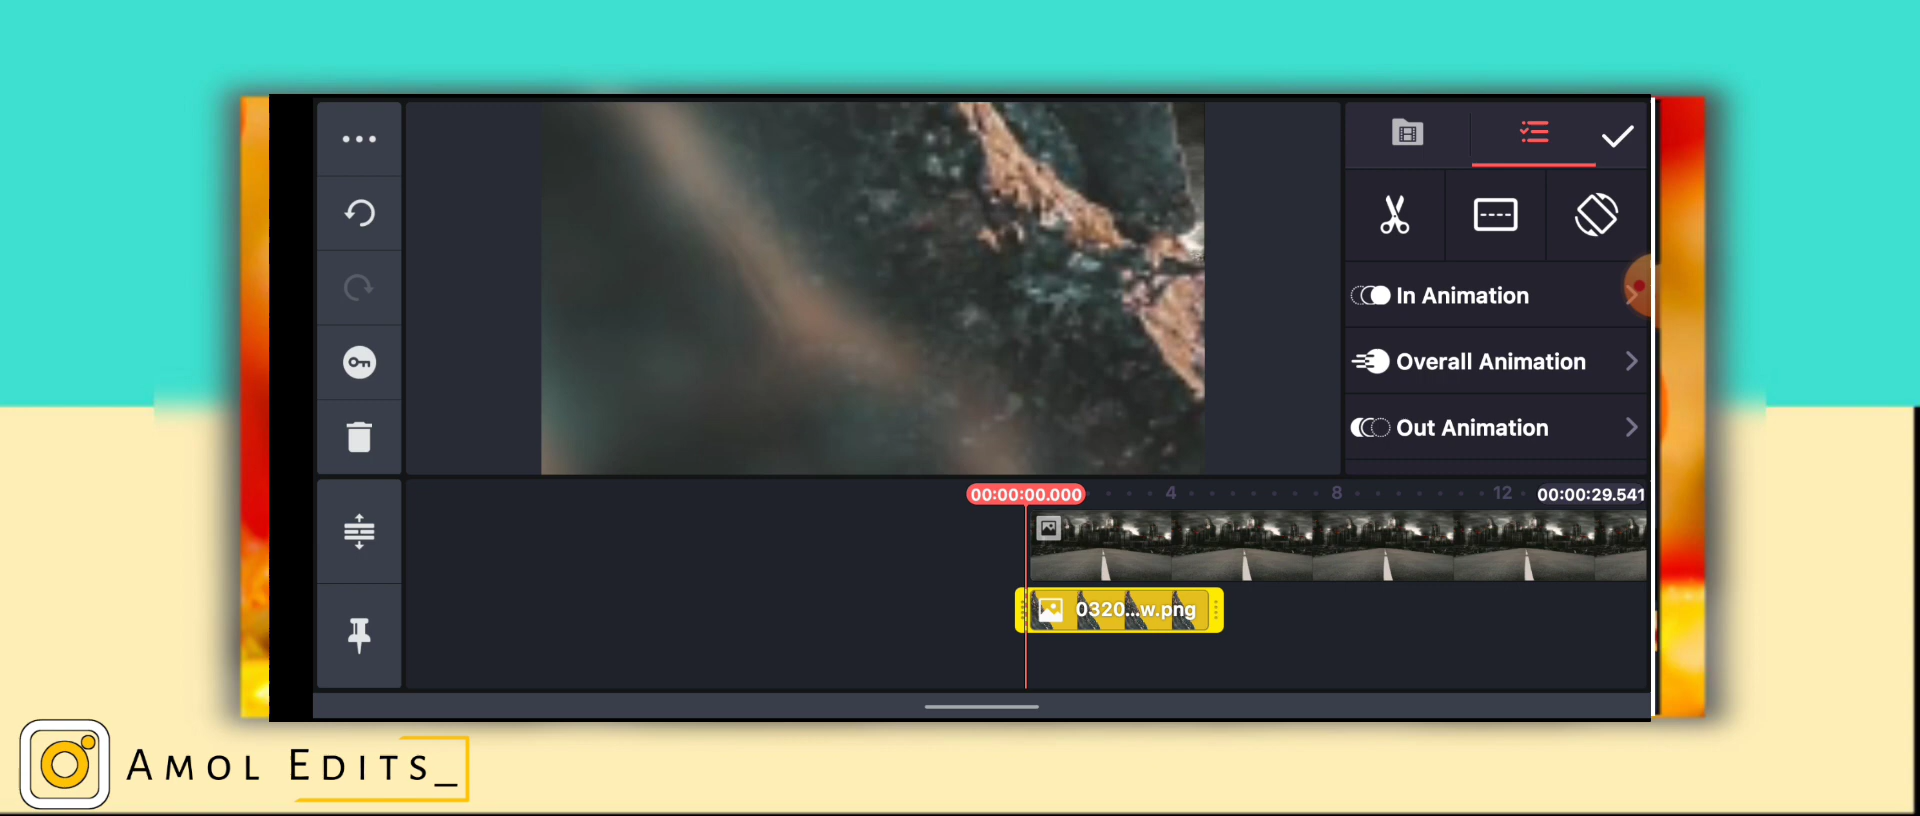 In Animation
Overall Animation
Out Animation
00:00:00.000 4 8 12 00:00:29.541
0320...w.png
AMOL EDITS_